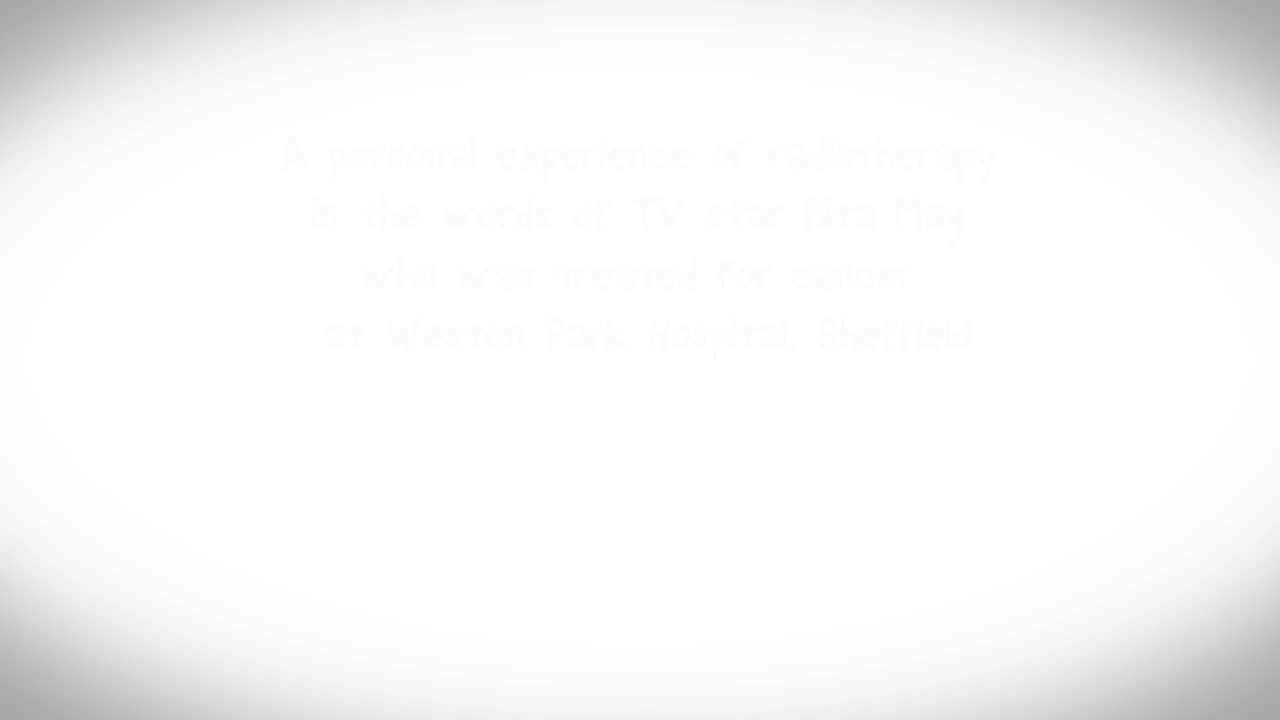 A personal experience of radiotherapy
in the words of TV star Rita May
who was treated for cancer
at Weston Park Hospital, Sheffield